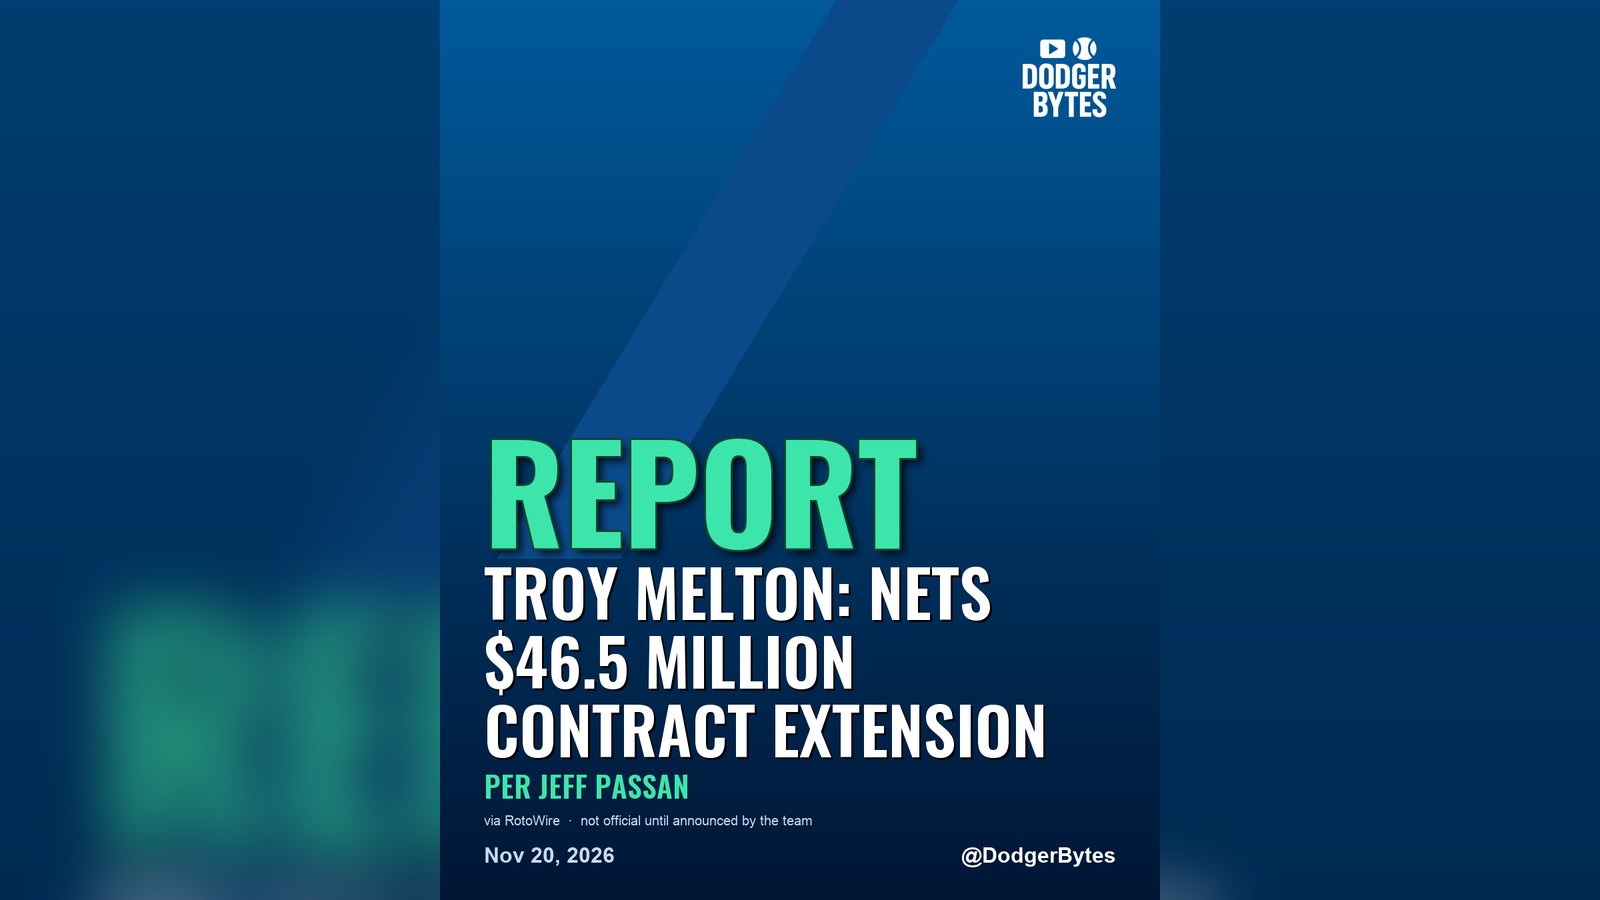 DODGER
BYTES
REPORT
TROY MELTON: NETS
$46.5 MILLION
CONTRACT EXTENSION
PER JEFF PASSAN
via RotoWire · not official until announced by the team
Nov 20, 2026
@DodgerBytes